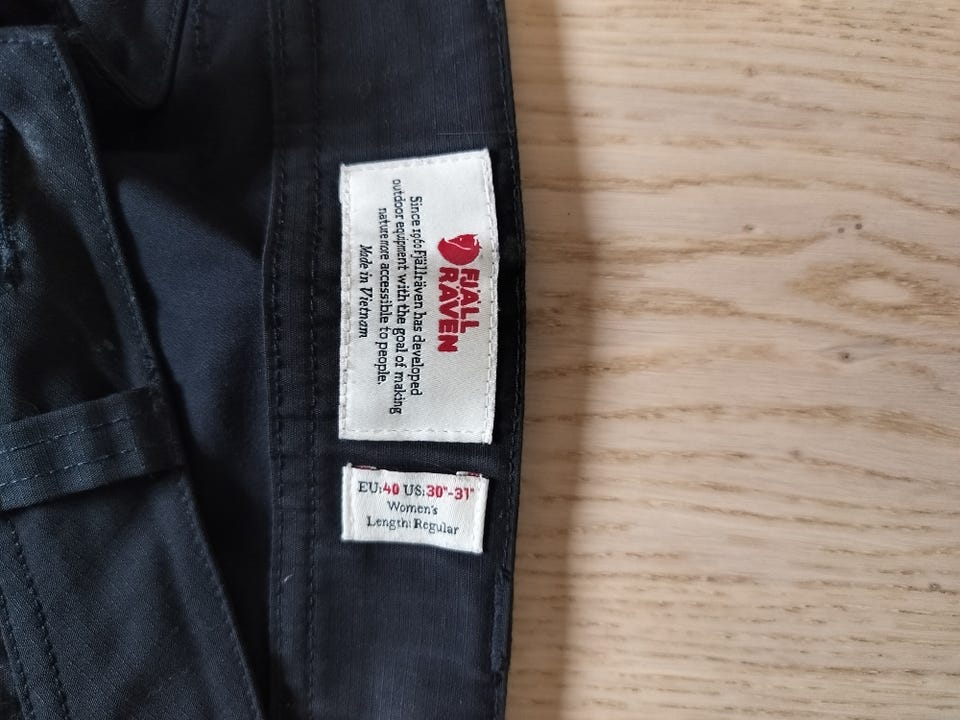 FJÄLL
RÄVEN
Since 1960 Fjällräven has developed
outdoor equipment with the goal of making
nature more accessible to people.
Made in Vietnam
EU:40 US:30"-31"
Women's
Length: Regular